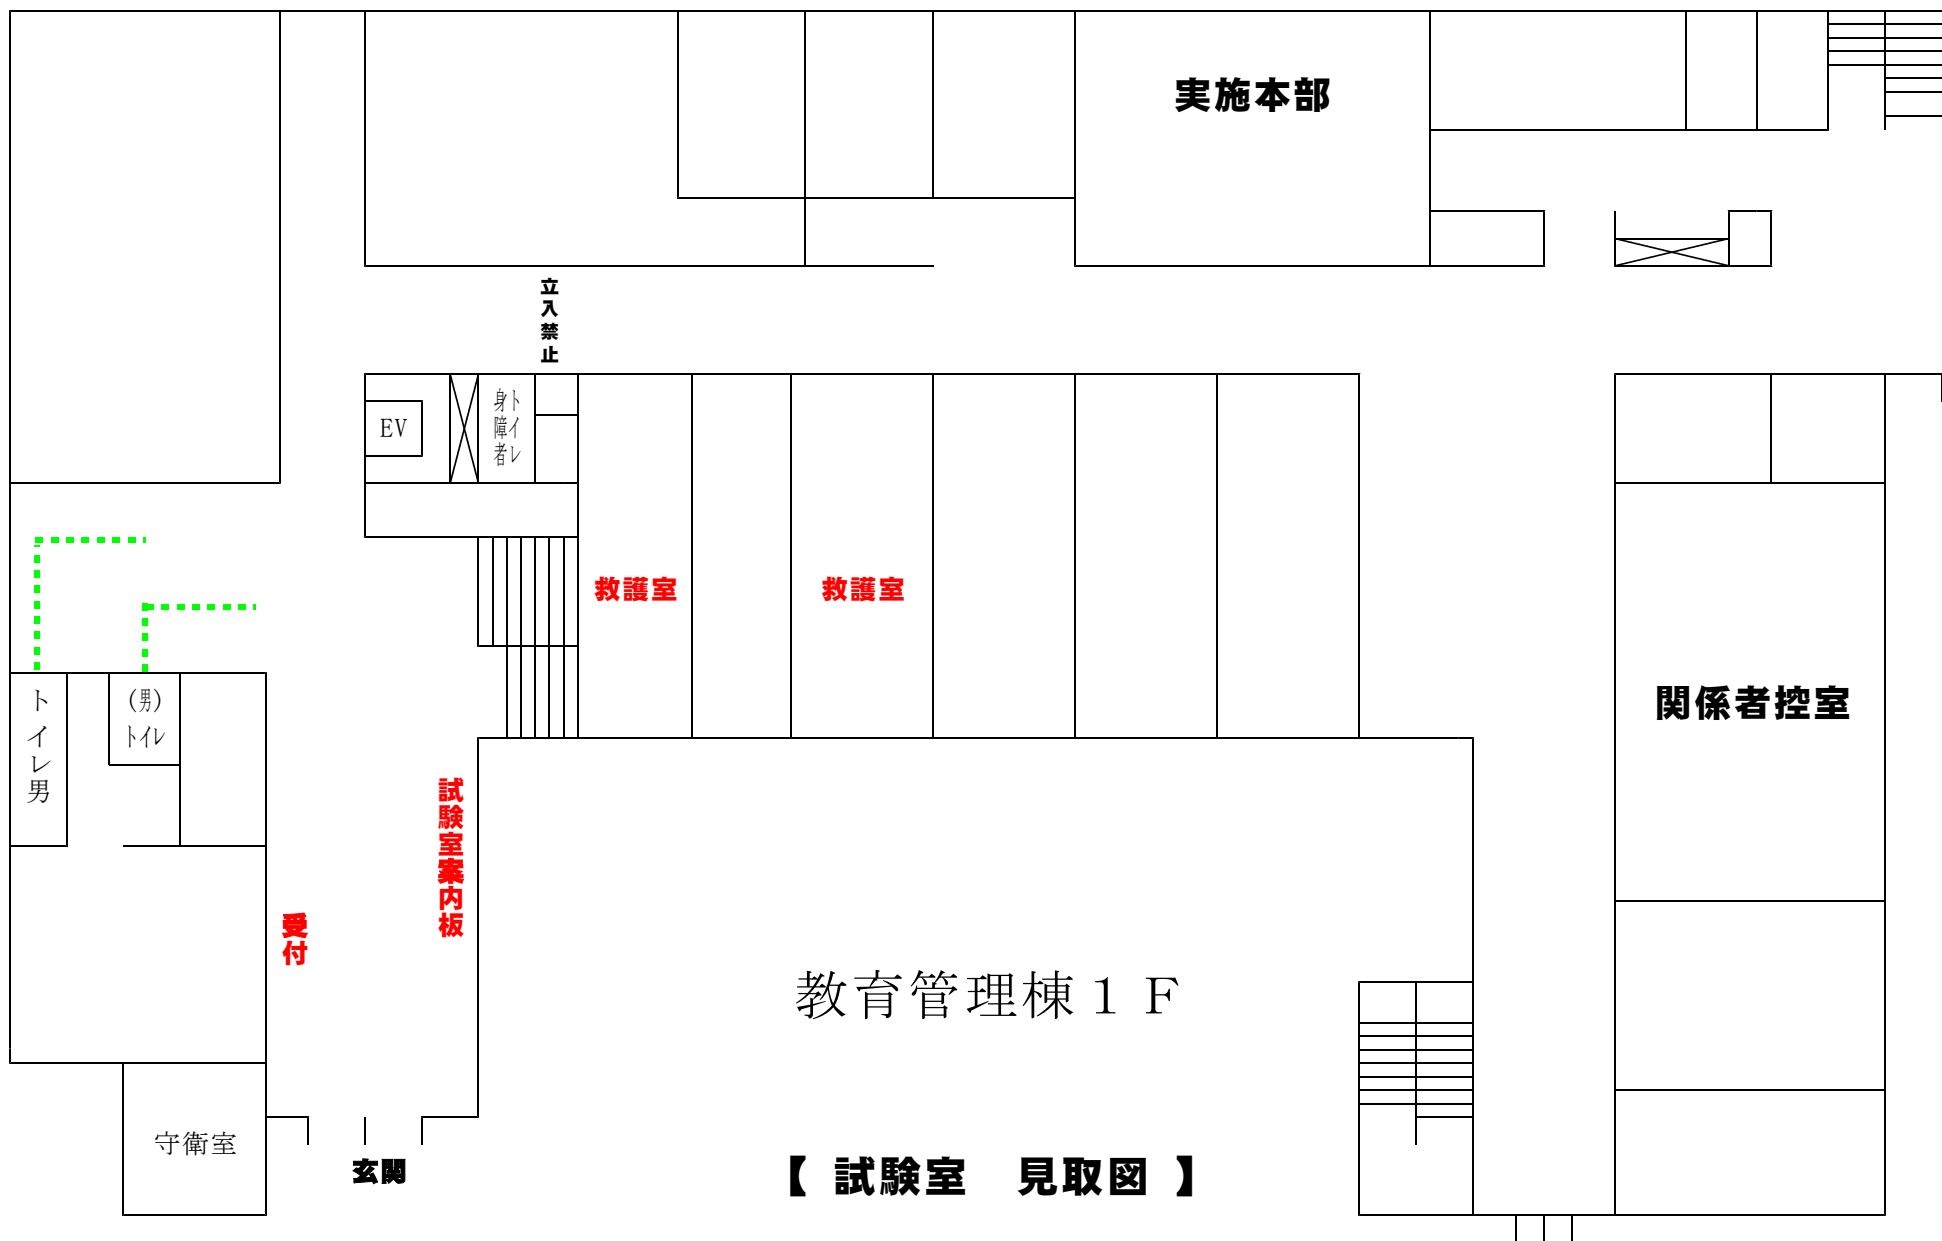 実施本部
立入禁止
EV
身障者
トイレ
救護室
救護室
トイレ男
(男)
トイレ
関係者控室
試験室案内板
受付
教育管理棟１Ｆ
守衛室
玄関
【 試験室　見取図 】